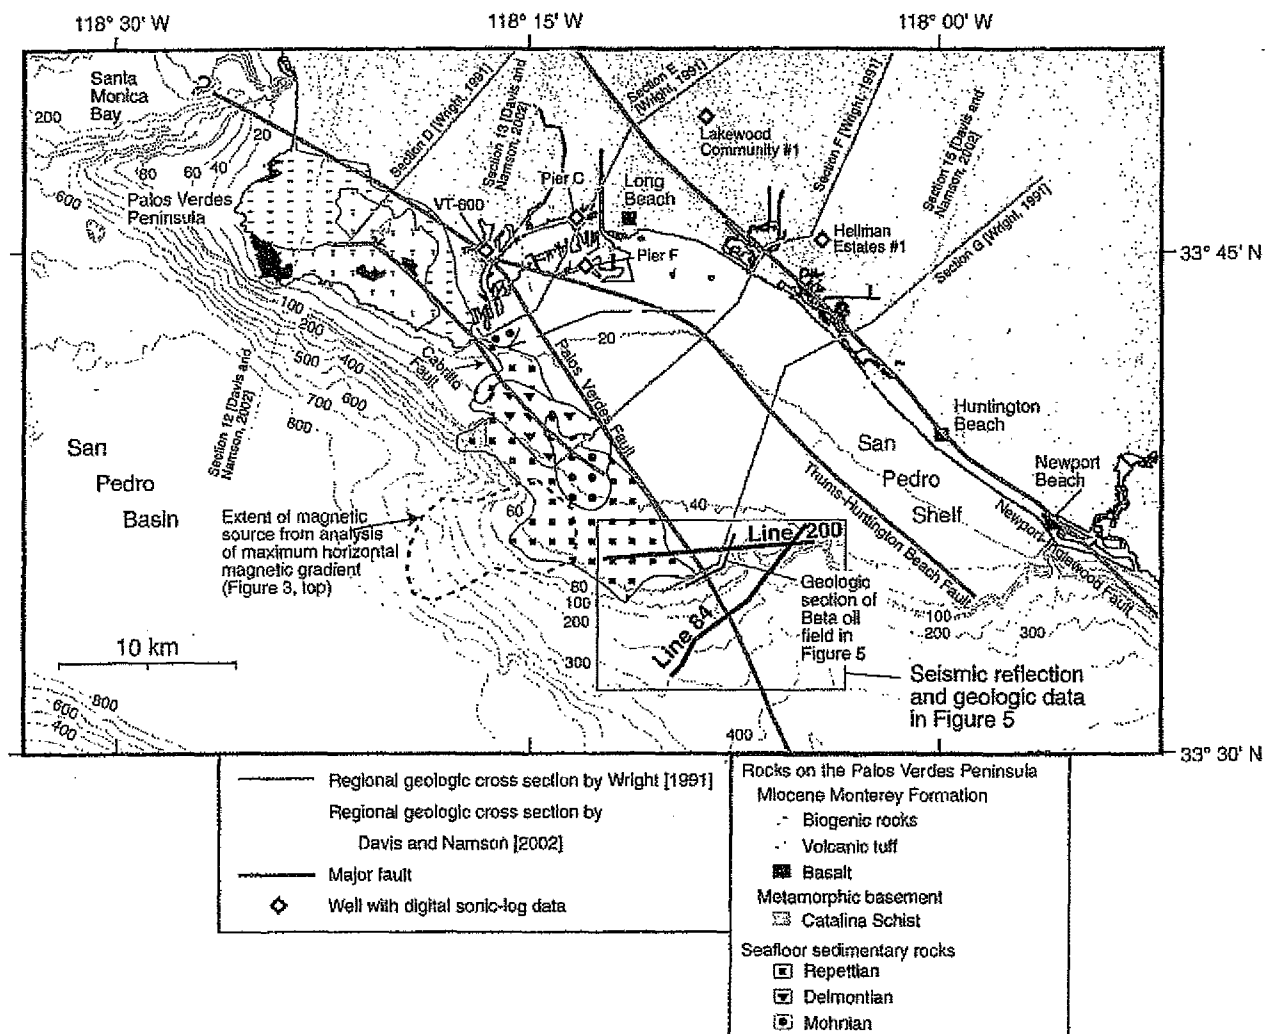 118° 30' W
118° 15' W
118° 00' W
Santa
Monica
Bay
200
20
80
60
40
600
Palos Verdes
Peninsula
Section D [Wright, 1991]
Section 13 [Davis and
Namson, 2002]
Section E
[Wright, 1991]
Lakewood
Community #1
Section F [Wright, 1991]
Section 15 [Davis and
Namson, 2002]
Section G [Wright, 1991]
VT-600
Pier C
Long
Beach
Pier F
Hellman
Estates #1
33° 45' N
100
200
500
400
700
600
800
Cabrillo
Fault
20
Palos Verdes Fault
Section 12 [Davis and
Namson, 2002]
San
Pedro
Basin
Huntington
Beach
San
Pedro
Shelf
Newport
Beach
Thums-Huntington Beach Fault
Newport-Inglewood Fault
Extent of magnetic
source from analysis
of maximum horizontal
magnetic gradient
(Figure 3, top)
60
40
Line 200
Line 84
Geologic
section of
Beta oil
field in
Figure 5
80
100
200
300
100
200
300
10 km
Seismic reflection
and geologic data
in Figure 5
800
600
400
400
33° 30' N
Regional geologic cross section by Wright [1991]
Regional geologic cross section by
Davis and Namson [2002]
Major fault
Well with digital sonic-log data
Rocks on the Palos Verdes Peninsula
Miocene Monterey Formation
Biogenic rocks
Volcanic tuff
Basalt
Metamorphic basement
Catalina Schist
Seafloor sedimentary rocks
Repettian
Delmontian
Mohnian